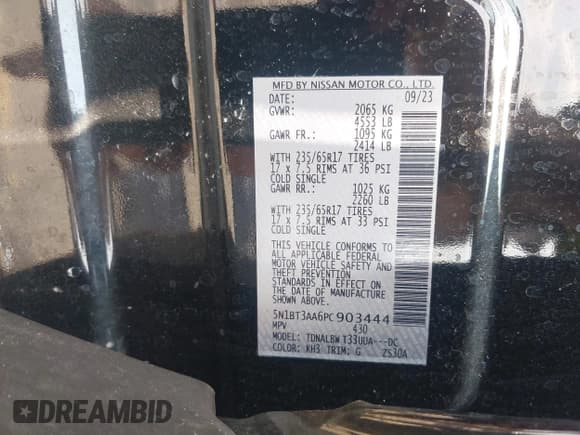 MFD BY NISSAN MOTOR CO., LTD.
DATE: 09/23
GVWR: 2065 KG
4553 LB
GAWR FR.: 1095 KG
2414 LB
WITH 235/65R17 TIRES
17 x 7.5 RIMS AT 36 PSI
COLD SINGLE
GAWR RR.: 1025 KG
2260 LB
WITH 235/65R17 TIRES
17 x 7.5 RIMS AT 33 PSI
COLD SINGLE
THIS VEHICLE CONFORMS TO
ALL APPLICABLE FEDERAL
MOTOR VEHICLE SAFETY AND
THEFT PREVENTION
STANDARDS IN EFFECT ON
THE DATE OF MANUFACTURE
SHOWN ABOVE.
5N1BT3AA6PC903444
MPV 430
MODEL: TDNALBW T33UUA---DC
COLOR: KH3 TRIM: G ZS30A
DREAMBID